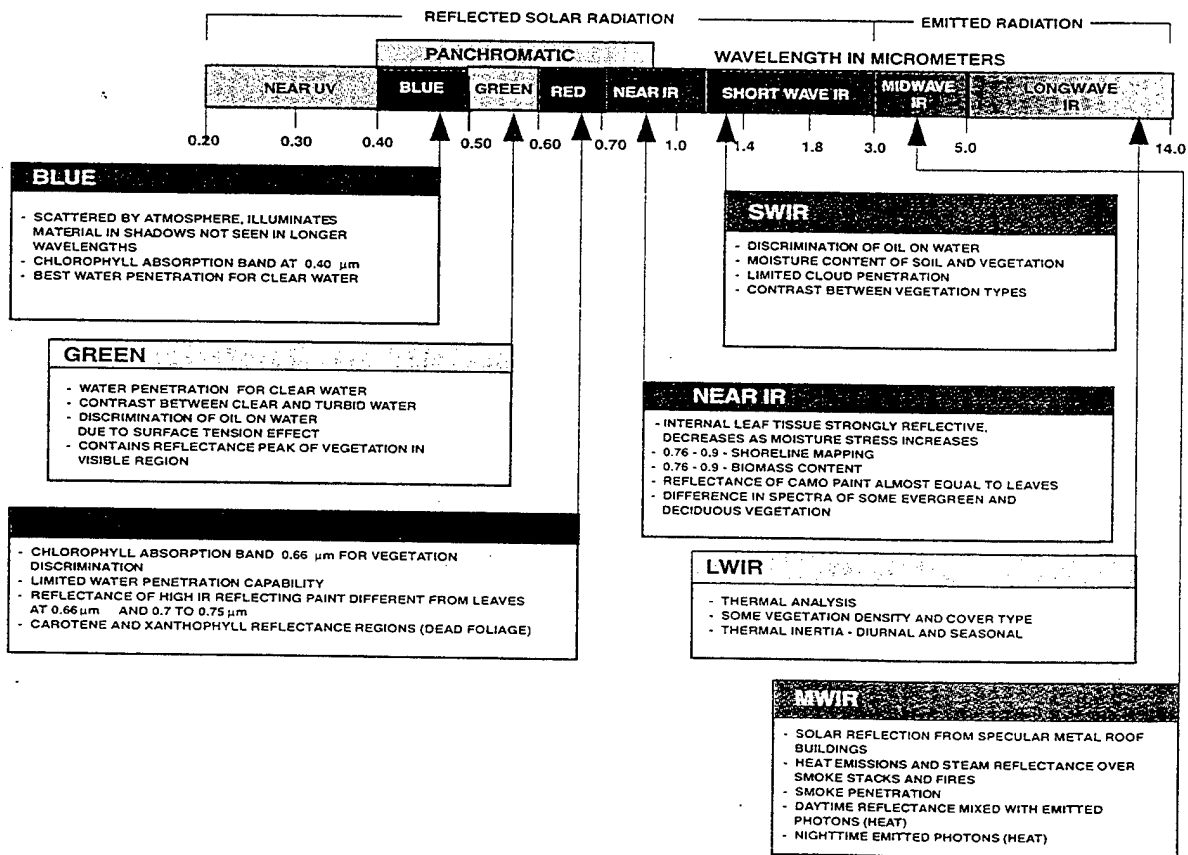 REFLECTED SOLAR RADIATION
EMITTED RADIATION
PANCHROMATIC
WAVELENGTH IN MICROMETERS
NEAR UV
BLUE
GREEN
RED
NEAR IR
SHORT WAVE IR
MIDWAVE
IR
LONGWAVE
IR
0.20 0.30 0.40 0.50 0.60 0.70 1.0 1.4 1.8 3.0 5.0 14.0
BLUE
- SCATTERED BY ATMOSPHERE, ILLUMINATES
MATERIAL IN SHADOWS NOT SEEN IN LONGER
WAVELENGTHS
- CHLOROPHYLL ABSORPTION BAND AT 0.40 µm
- BEST WATER PENETRATION FOR CLEAR WATER
GREEN
- WATER PENETRATION FOR CLEAR WATER
- CONTRAST BETWEEN CLEAR AND TURBID WATER
- DISCRIMINATION OF OIL ON WATER
DUE TO SURFACE TENSION EFFECT
- CONTAINS REFLECTANCE PEAK OF VEGETATION IN
VISIBLE REGION
- CHLOROPHYLL ABSORPTION BAND 0.66 µm FOR VEGETATION
DISCRIMINATION
- LIMITED WATER PENETRATION CAPABILITY
- REFLECTANCE OF HIGH IR REFLECTING PAINT DIFFERENT FROM LEAVES
AT 0.66µm AND 0.7 TO 0.75µm
- CAROTENE AND XANTHOPHYLL REFLECTANCE REGIONS (DEAD FOLIAGE)
SWIR
- DISCRIMINATION OF OIL ON WATER
- MOISTURE CONTENT OF SOIL AND VEGETATION
- LIMITED CLOUD PENETRATION
- CONTRAST BETWEEN VEGETATION TYPES
NEAR IR
- INTERNAL LEAF TISSUE STRONGLY REFLECTIVE,
DECREASES AS MOISTURE STRESS INCREASES
- 0.76 - 0.9 - SHORELINE MAPPING
- 0.76 - 0.9 - BIOMASS CONTENT
- REFLECTANCE OF CAMO PAINT ALMOST EQUAL TO LEAVES
- DIFFERENCE IN SPECTRA OF SOME EVERGREEN AND
DECIDUOUS VEGETATION
LWIR
- THERMAL ANALYSIS
- SOME VEGETATION DENSITY AND COVER TYPE
- THERMAL INERTIA - DIURNAL AND SEASONAL
MWIR
- SOLAR REFLECTION FROM SPECULAR METAL ROOF
BUILDINGS
- HEAT EMISSIONS AND STEAM REFLECTANCE OVER
SMOKE STACKS AND FIRES
- SMOKE PENETRATION
- DAYTIME REFLECTANCE MIXED WITH EMITTED
PHOTONS (HEAT)
- NIGHTTIME EMITTED PHOTONS (HEAT)